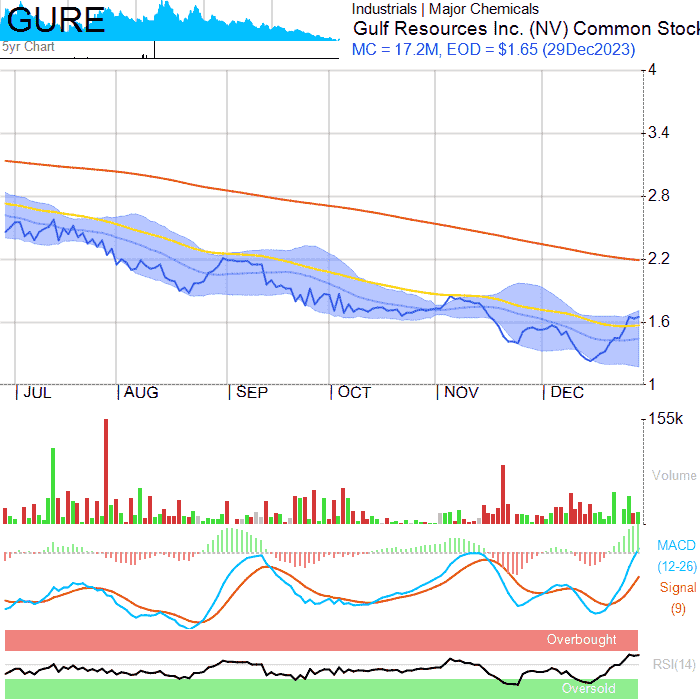 GURE
5yr Chart
Industrials | Major Chemicals
Gulf Resources Inc. (NV) Common Stock
MC = 17.2M, EOD = $1.65 (29Dec2023)
4
3.4
2.8
2.2
1.6
1
JUL AUG SEP OCT NOV DEC
155k
Volume
MACD
(12-26)
Signal
(9)
Overbought
RSI(14)
Oversold